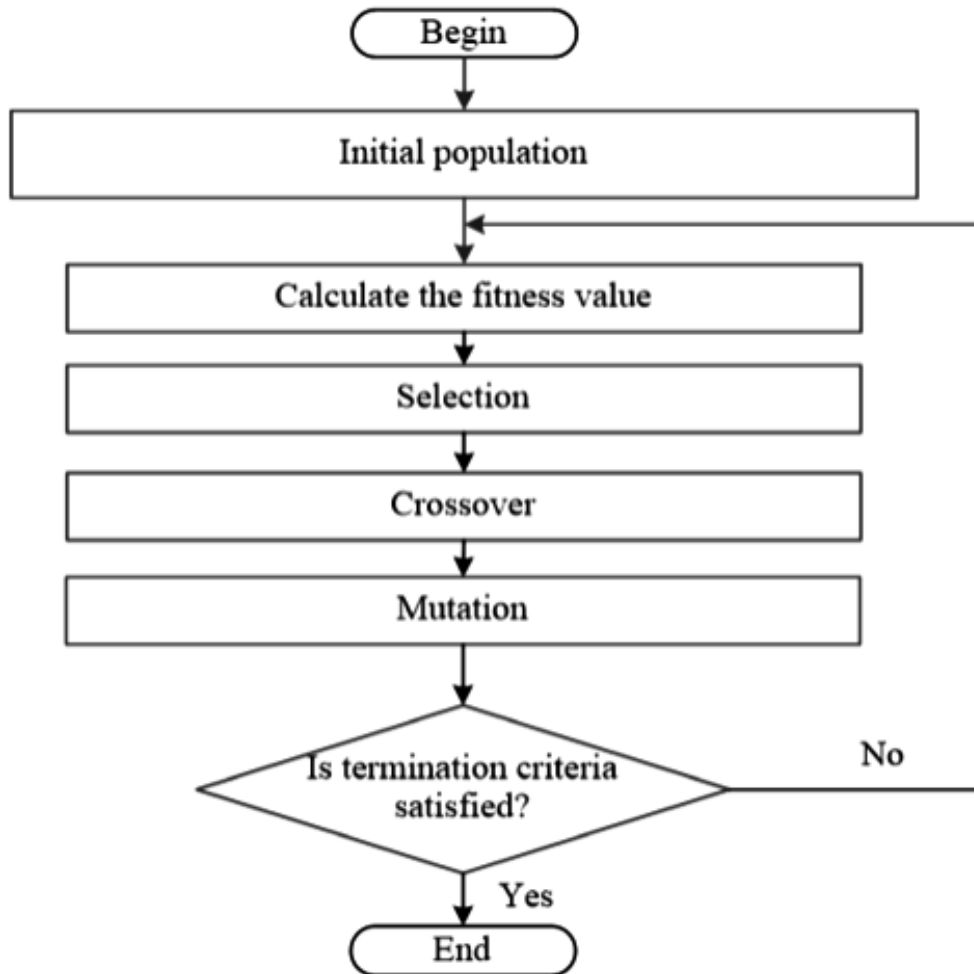 Begin
Initial population
Calculate the fitness value
Selection
Crossover
Mutation
Is termination criteria
satisfied?
No
Yes
End